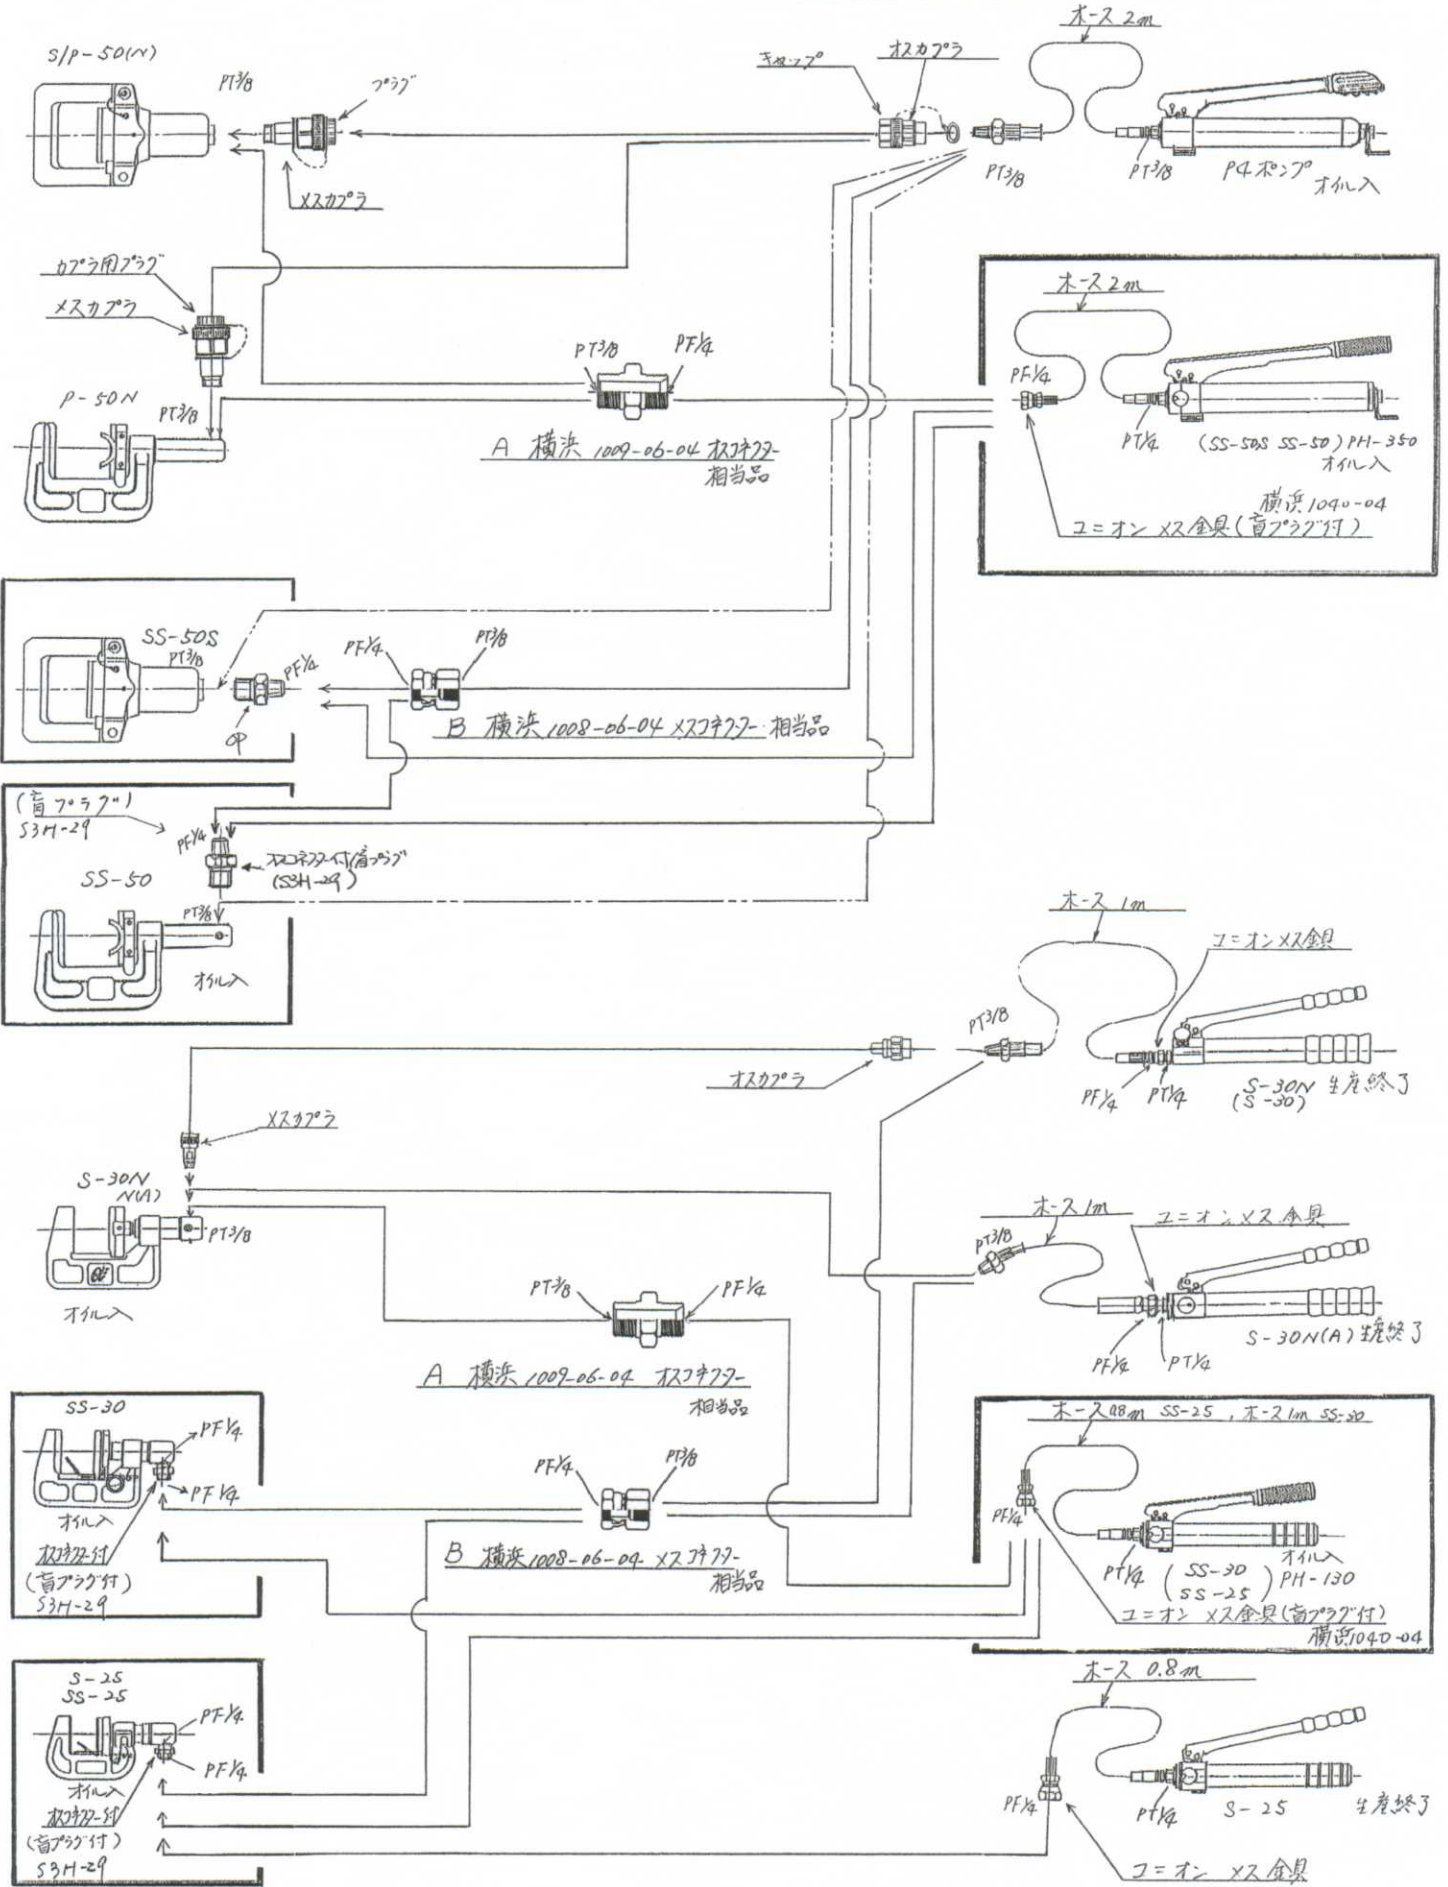 S/P-50(N)
PT3/8
プラグ
メスカプラ
キャップ
オスカプラ
ホース 2m
PT3/8
PT3/8
P4ポンプ
オイル入
カプラ用プラグ
メスカプラ
P-50N
PT3/8
PT3/8
PF1/4
A 横浜 1009-06-04 オスコネクター
相当品
ホース 2m
PF1/4
PT1/4
(SS-50S SS-50) PH-350
オイル入
横浜1040-04
ユニオン メス金具(盲プラグ付)
SS-50S
PT3/8
PF1/4
OP
PF1/4
PT3/8
B 横浜 1008-06-04 メスコネクター 相当品
(盲プラグ)
S3H-29
PF1/4
オスコネクター付盲プラグ
(S3H-29)
SS-50
PT3/8
オイル入
ホース 1m
ユニオンメス金具
PT3/8
オスカプラ
PF1/4
PT1/4
S-30N 生産終了
(S-30)
メスカプラ
S-30N
N(A)
PT3/8
オイル入
ホース 1m
ユニオンメス金具
PT3/8
PF1/4
PT1/4
S-30N(A) 生産終了
PT3/8
PF1/4
A 横浜 1009-06-04 オスコネクター
相当品
SS-30
PF1/4
PF1/4
オイル入
オスコネクター付
(盲プラグ付)
S3H-29
PF1/4
PT3/8
B 横浜 1008-06-04 メスコネクター
相当品
ホース 0.8m SS-25, ホース 1m SS-30
PF1/4
PT1/4
(SS-30
SS-25)
オイル入
PH-130
ユニオン メス金具(盲プラグ付)
横浜1040-04
S-25
SS-25
PF1/4
PF1/4
オイル入
オスコネクター付
(盲プラグ付)
S3H-29
ホース 0.8m
PF1/4
PT1/4
S-25
生産終了
ユニオン メス金具